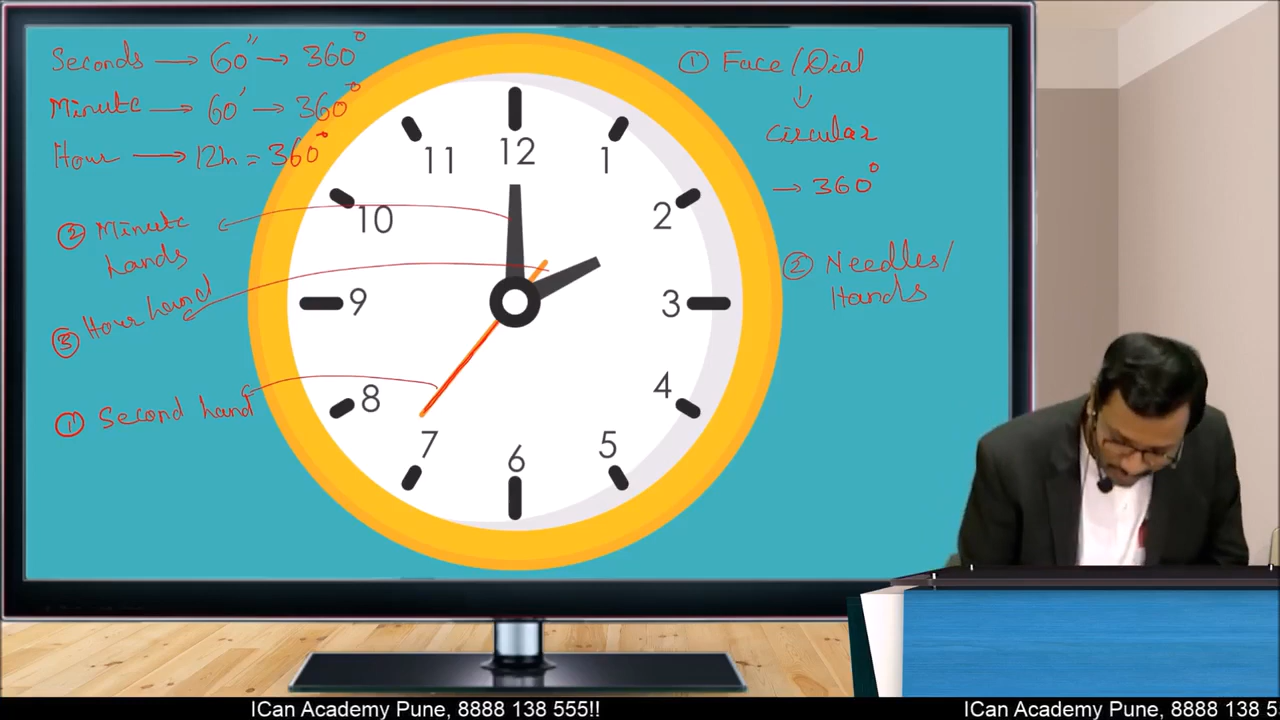 Seconds → 60" → 360°
Minute → 60' → 360°
Hour → 12h = 360°
② Minute
hands
③ Hour hand
① Second hand
① Face/Dial
↓
circular
→ 360°
② Needles/
Hands
12
1
2
3
4
5
6
7
8
9
10
11
ICan Academy Pune, 8888 138 555!!
ICan Academy Pune, 8888 138 5